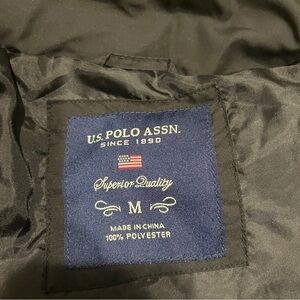 U.S. POLO ASSN.
SINCE 1890
Superior Quality
M
MADE IN CHINA
100% POLYESTER